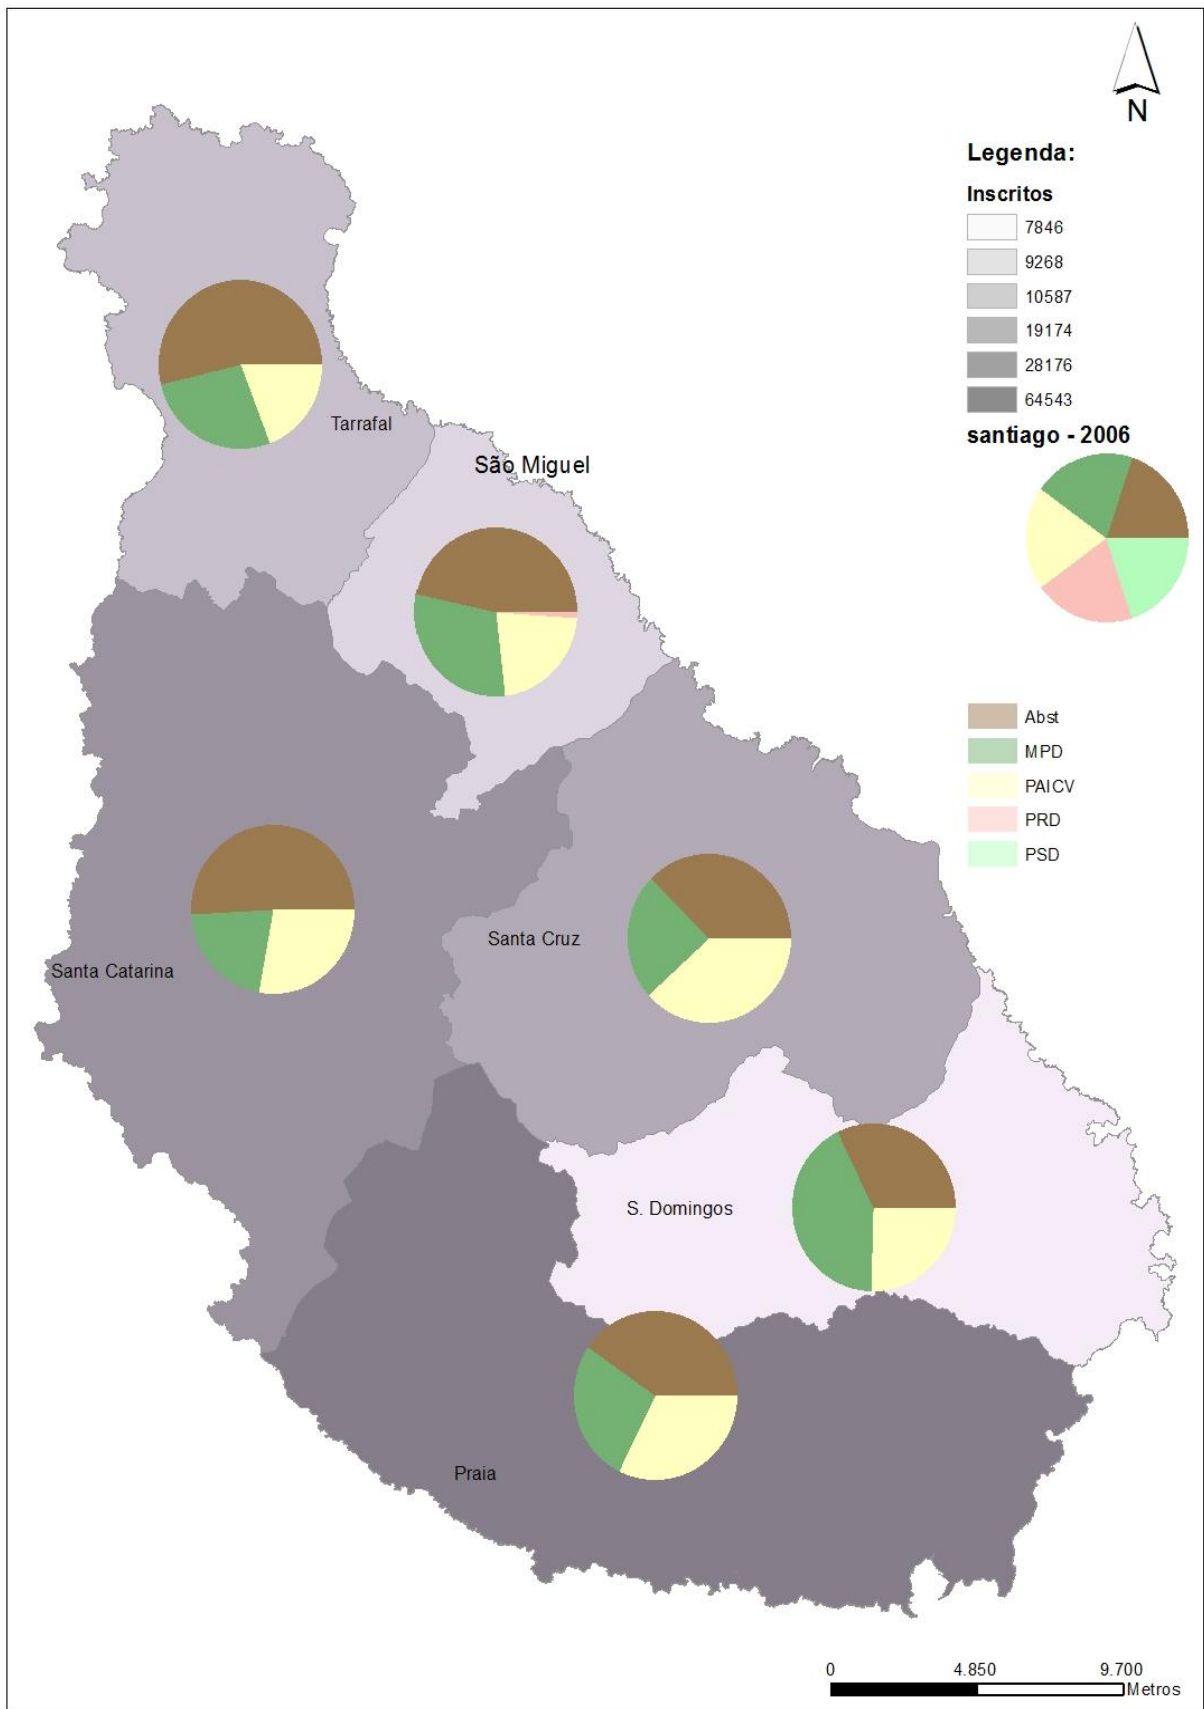 N
Legenda:
Inscritos
7846
9268
10587
19174
28176
64543
santiago - 2006
Abst
MPD
PAICV
PRD
PSD
Tarrafal
São Miguel
Santa Catarina
Santa Cruz
S. Domingos
Praia
0 4.850 9.700
Metros